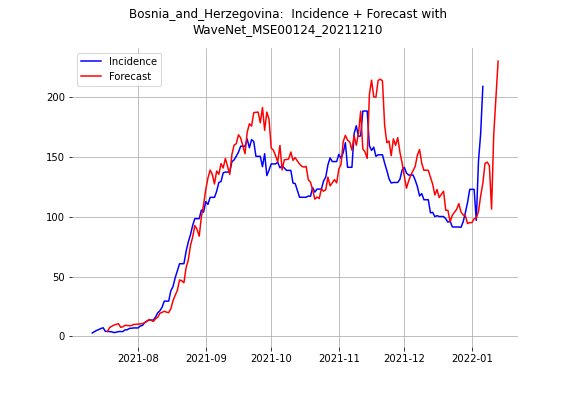 Bosnia_and_Herzegovina:  Incidence + Forecast with
WaveNet_MSE00124_20211210
Incidence
Forecast
200
150
100
50
0
2021-08
2021-09
2021-10
2021-11
2021-12
2022-01